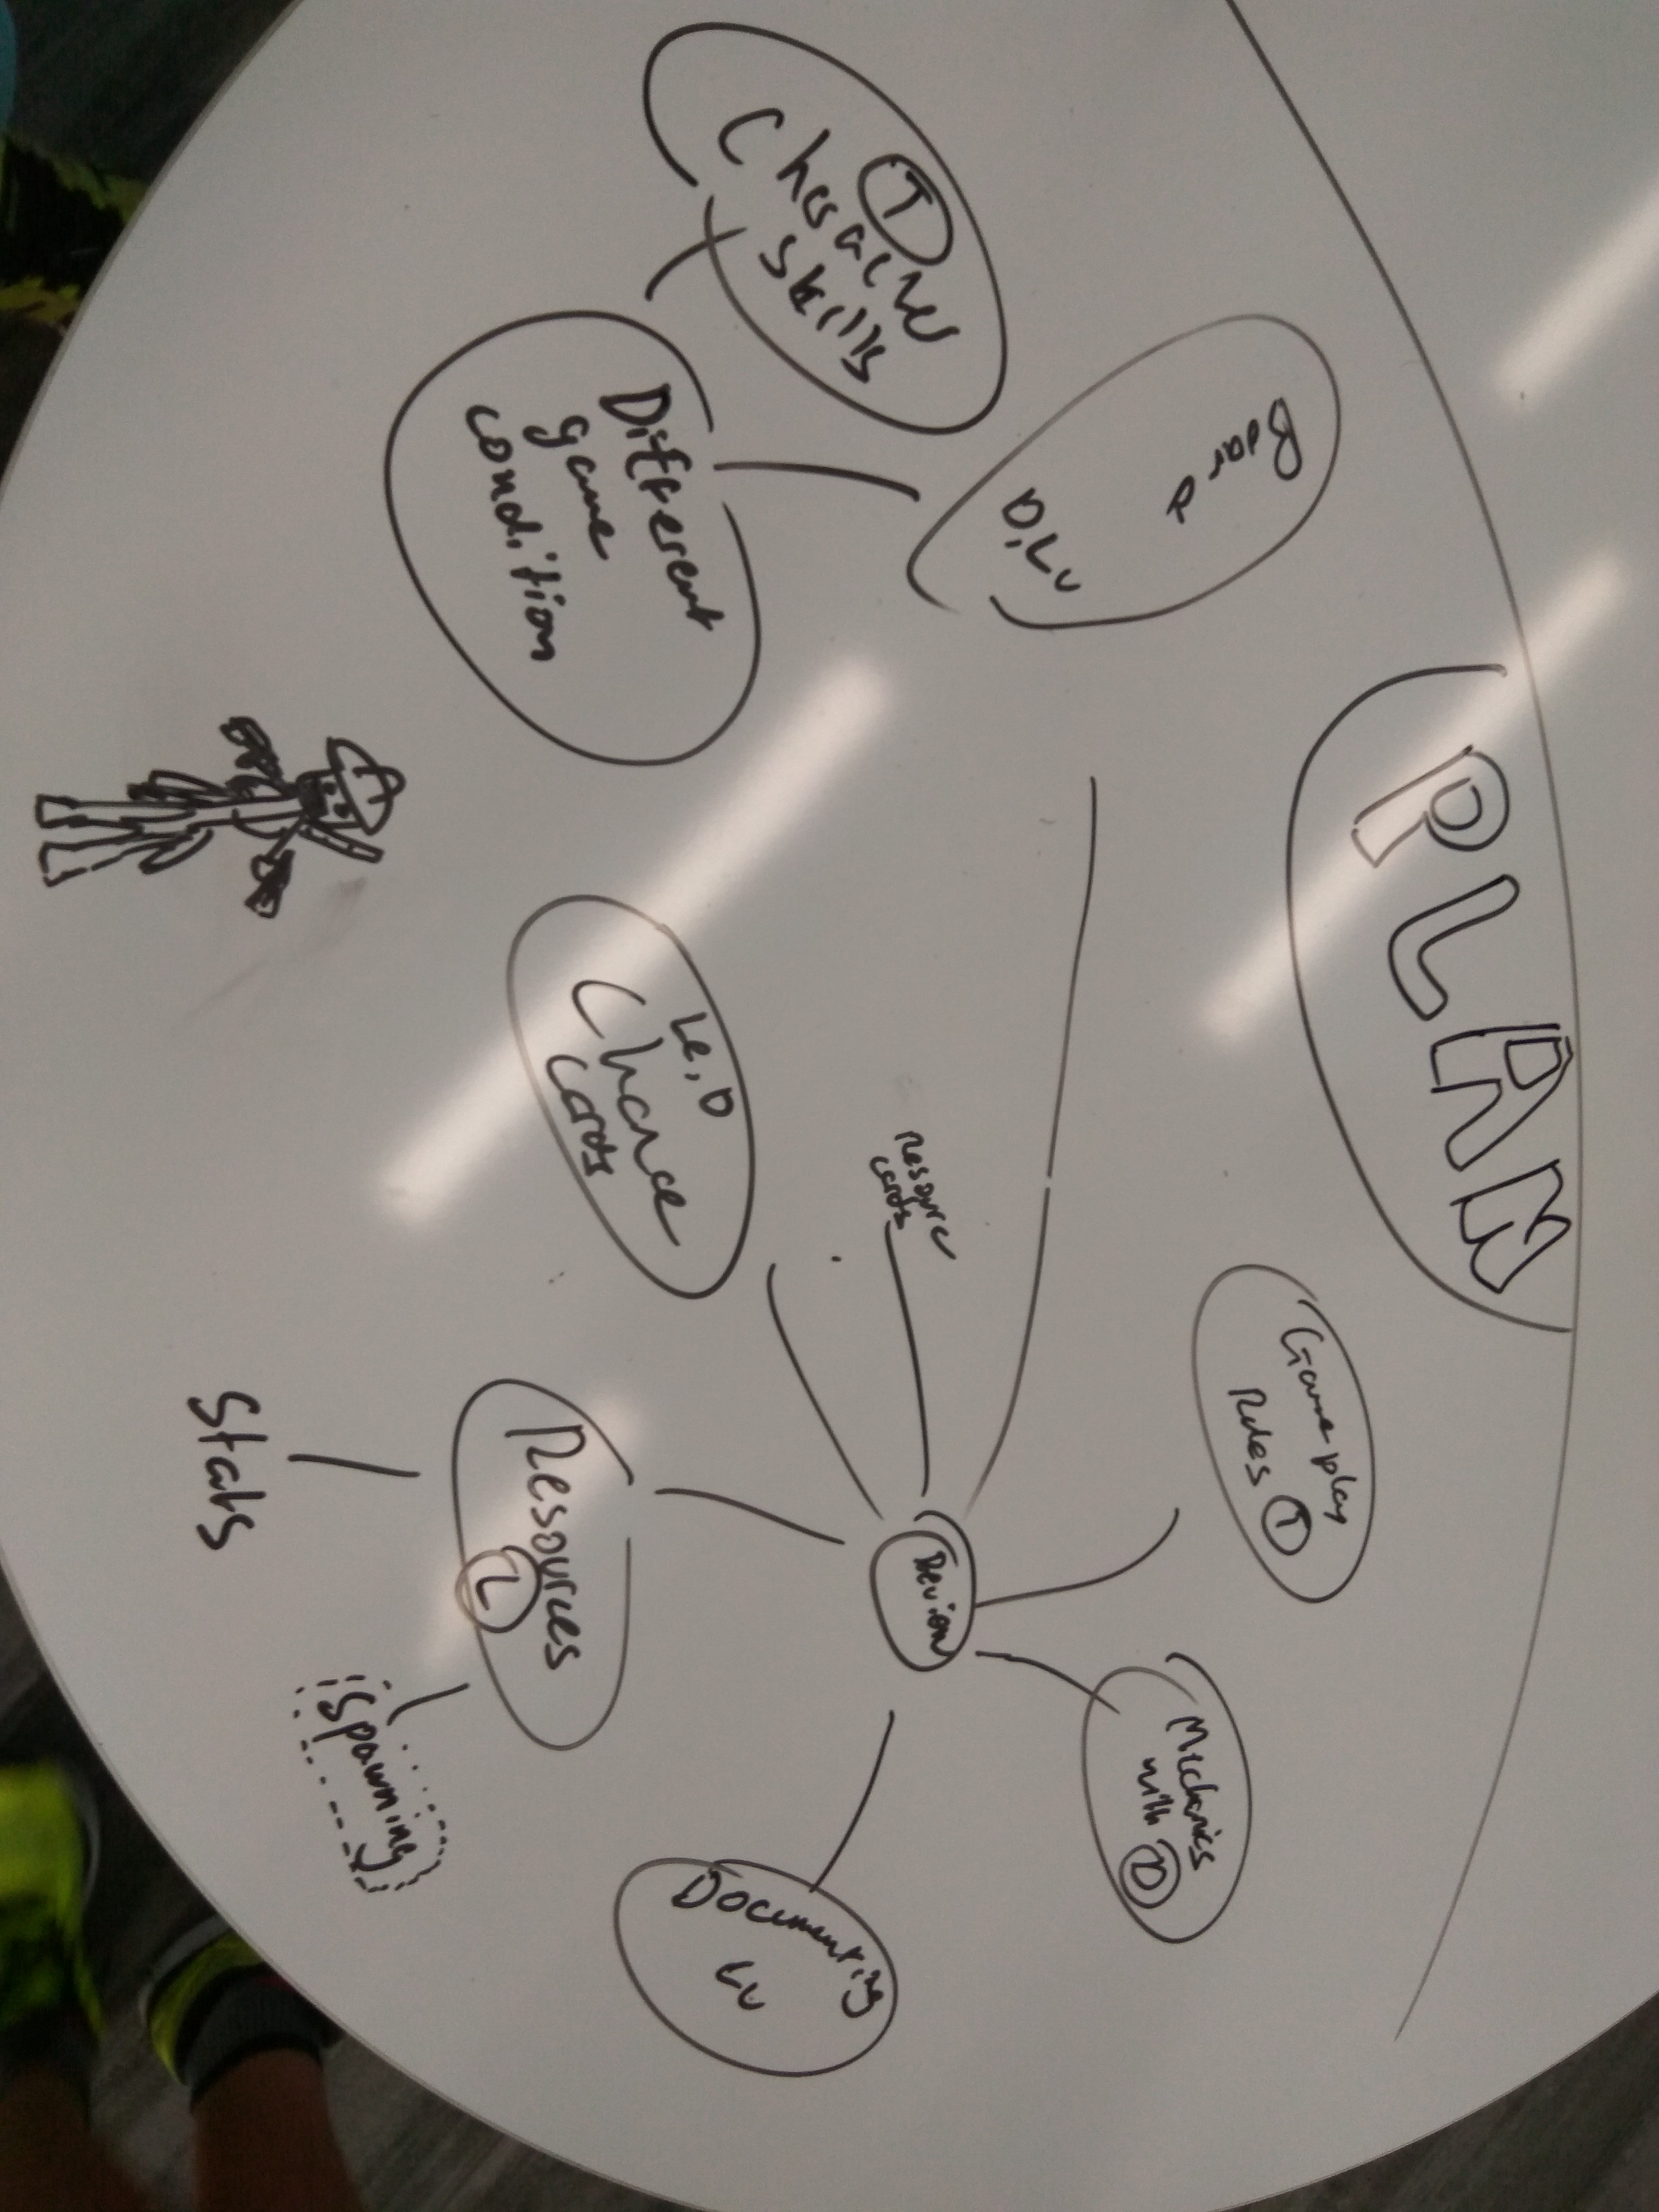 PLAN
Board
D, Lu
Game play
Rules T
Mechanics
with D
Review
Resource
cards
T
skills
Different
game
condition
Le, D
Chance
cards
Documenting
Lu
Resources
L
Spawning
Stats